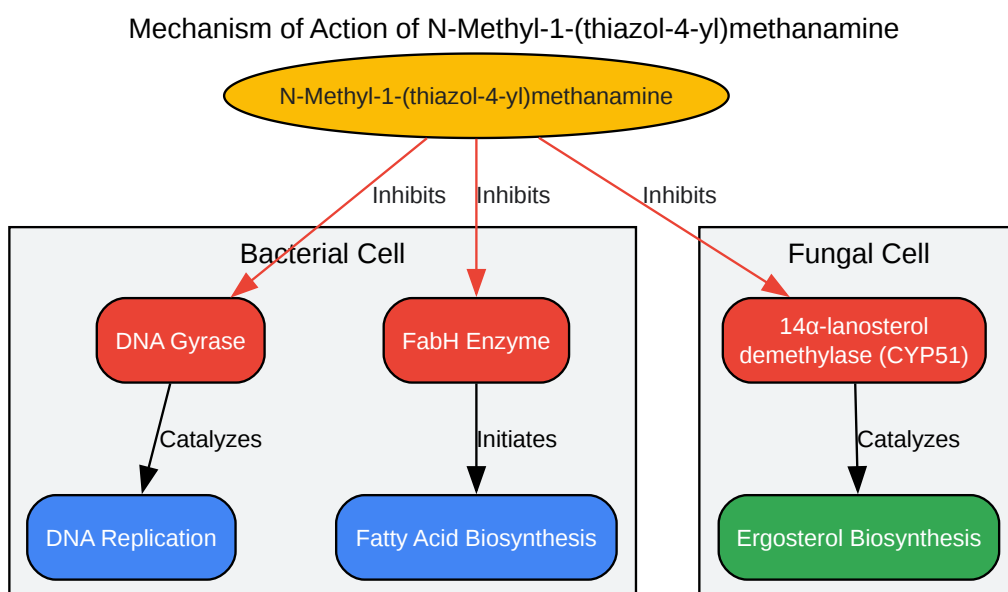 Mechanism of Action of N-Methyl-1-(thiazol-4-yl)methanamine
N-Methyl-1-(thiazol-4-yl)methanamine
Inhibits
Inhibits
Inhibits
Bacterial Cell
Fungal Cell
DNA Gyrase
FabH Enzyme
14α-lanosterol
demethylase (CYP51)
Catalyzes
Initiates
Catalyzes
DNA Replication
Fatty Acid Biosynthesis
Ergosterol Biosynthesis